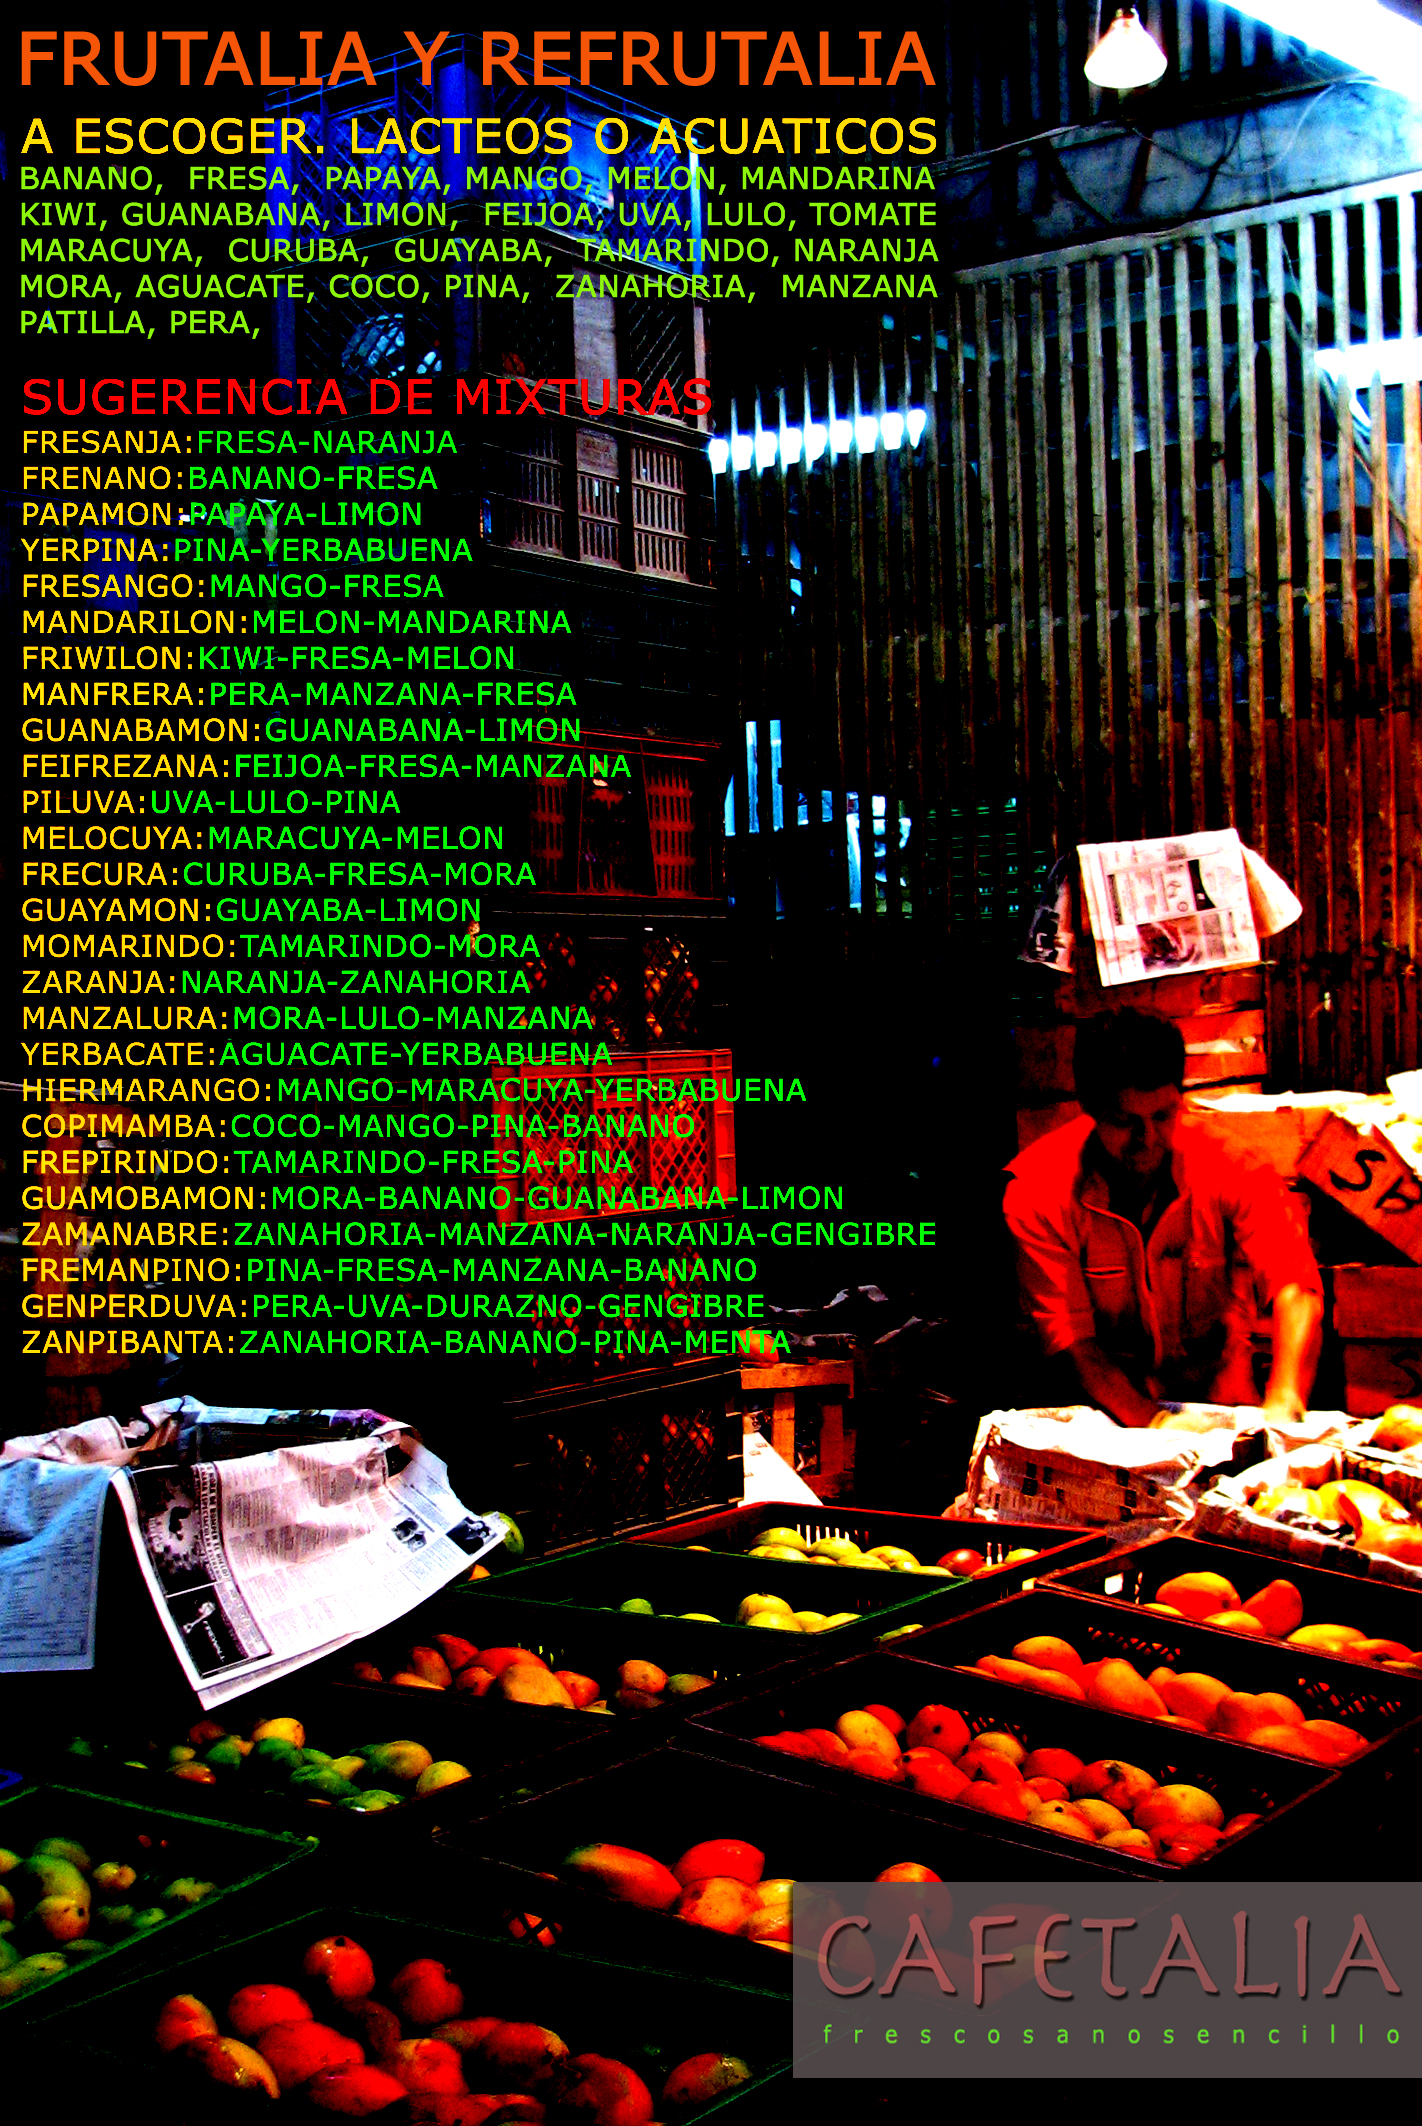 FRUTALIA Y REFRUTALIA
A ESCOGER. LACTEOS O ACUATICOS
BANANO, FRESA, PAPAYA, MANGO, MELON, MANDARINA
KIWI, GUANABANA, LIMON, FEIJOA, UVA, LULO, TOMATE
MARACUYA, CURUBA, GUAYABA, TAMARINDO, NARANJA
MORA, AGUACATE, COCO, PINA, ZANAHORIA, MANZANA
PATILLA, PERA,
SUGERENCIA DE MIXTURAS
FRESANJA:FRESA-NARANJA
FRENANO:BANANO-FRESA
PAPAMON:PAPAYA-LIMON
YERPINA:PINA-YERBABUENA
FRESANGO:MANGO-FRESA
MANDARILON:MELON-MANDARINA
FRIWILON:KIWI-FRESA-MELON
MANFRERA:PERA-MANZANA-FRESA
GUANABAMON:GUANABANA-LIMON
FEIFREZANA:FEIJOA-FRESA-MANZANA
PILUVA:UVA-LULO-PINA
MELOCUYA:MARACUYA-MELON
FRECURA:CURUBA-FRESA-MORA
GUAYAMON:GUAYABA-LIMON
MOMARINDO:TAMARINDO-MORA
ZARANJA:NARANJA-ZANAHORIA
MANZALURA:MORA-LULO-MANZANA
YERBACATE:AGUACATE-YERBABUENA
HIERMARANGO:MANGO-MARACUYA-YERBABUENA
COPIMAMBA:COCO-MANGO-PINA-BANANO
FREPIRINDO:TAMARINDO-FRESA-PINA
GUAMOBAMON:MORA-BANANO-GUANABANA-LIMON
ZAMANABRE:ZANAHORIA-MANZANA-NARANJA-GENGIBRE
FREMANPINO:PINA-FRESA-MANZANA-BANANO
GENPERDUVA:PERA-UVA-DURAZNO-GENGIBRE
ZANPIBANTA:ZANAHORIA-BANANO-PINA-MENTA
CAFETALIA
frescosanosencillo